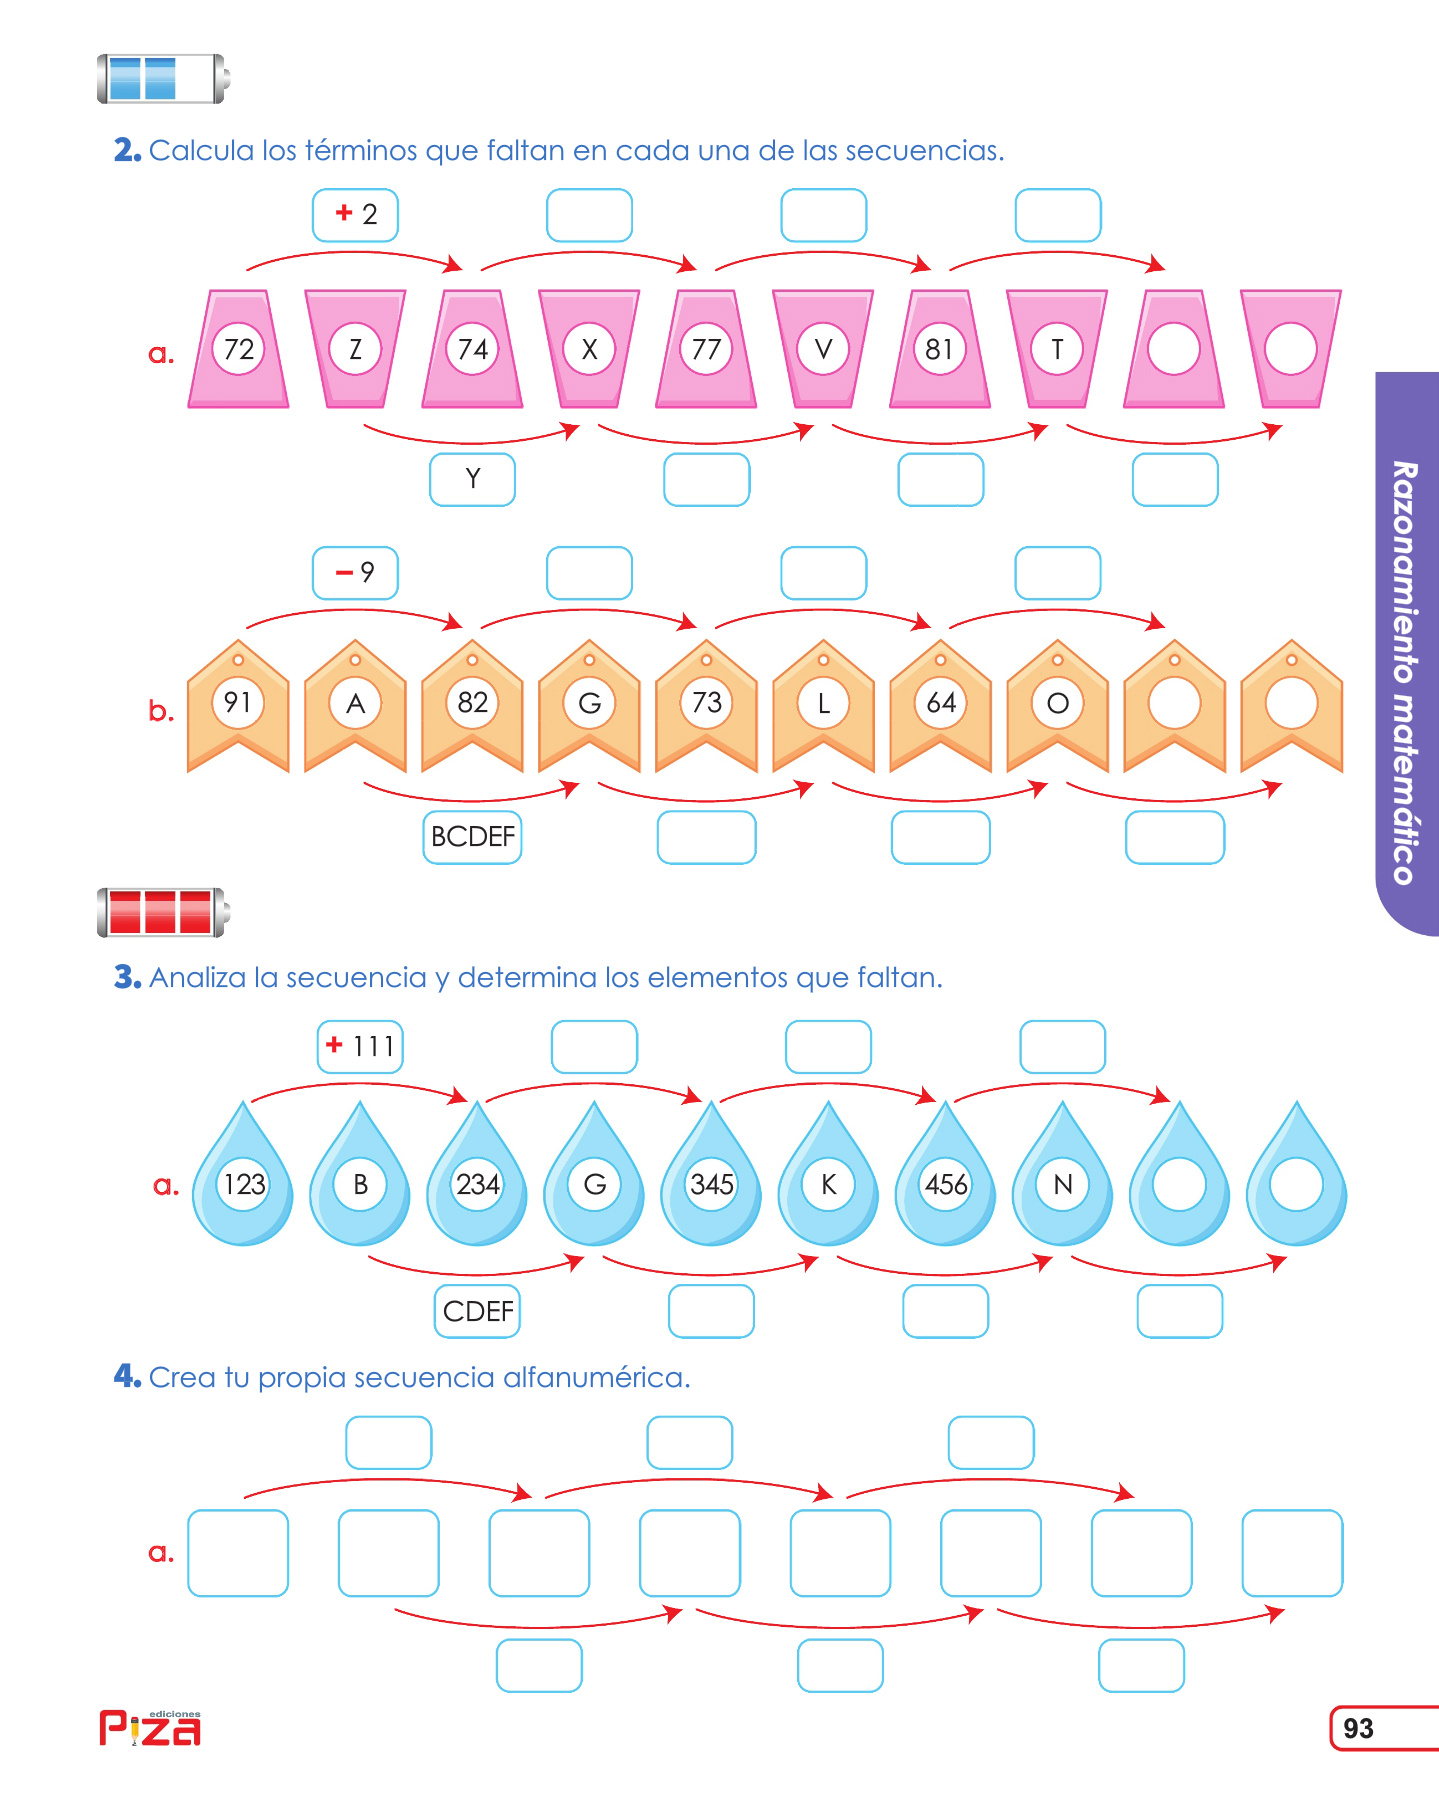 2. Calcula los términos que faltan en cada una de las secuencias.
+ 2
a. 72 Z 74 X 77 V 81 T
Y
– 9
b. 91 A 82 G 73 L 64 O
BCDEF
3. Analiza la secuencia y determina los elementos que faltan.
+ 111
a. 123 B 234 G 345 K 456 N
CDEF
4. Crea tu propia secuencia alfanumérica.
a.
Razonamiento matemático
ediciones
Piza
93